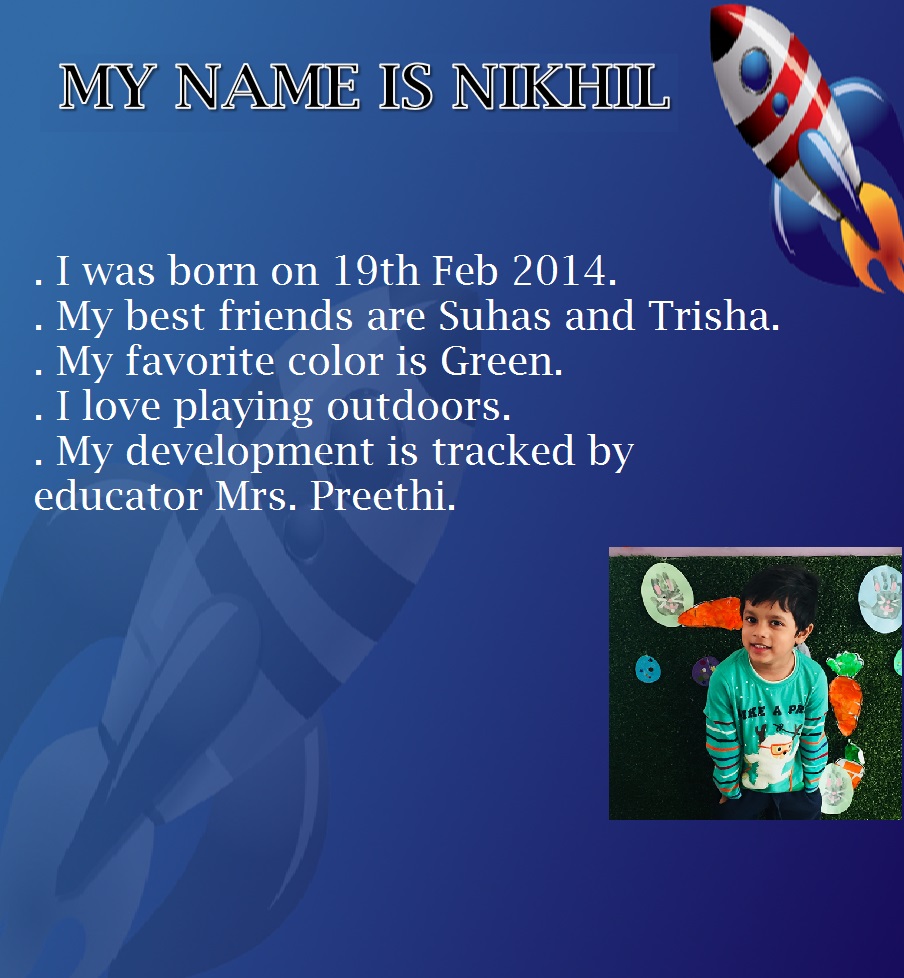 MY NAME IS NIKHIL
. I was born on 19th Feb 2014.
. My best friends are Suhas and Trisha.
. My favorite color is Green.
. I love playing outdoors.
. My development is tracked by
educator Mrs. Preethi.
A